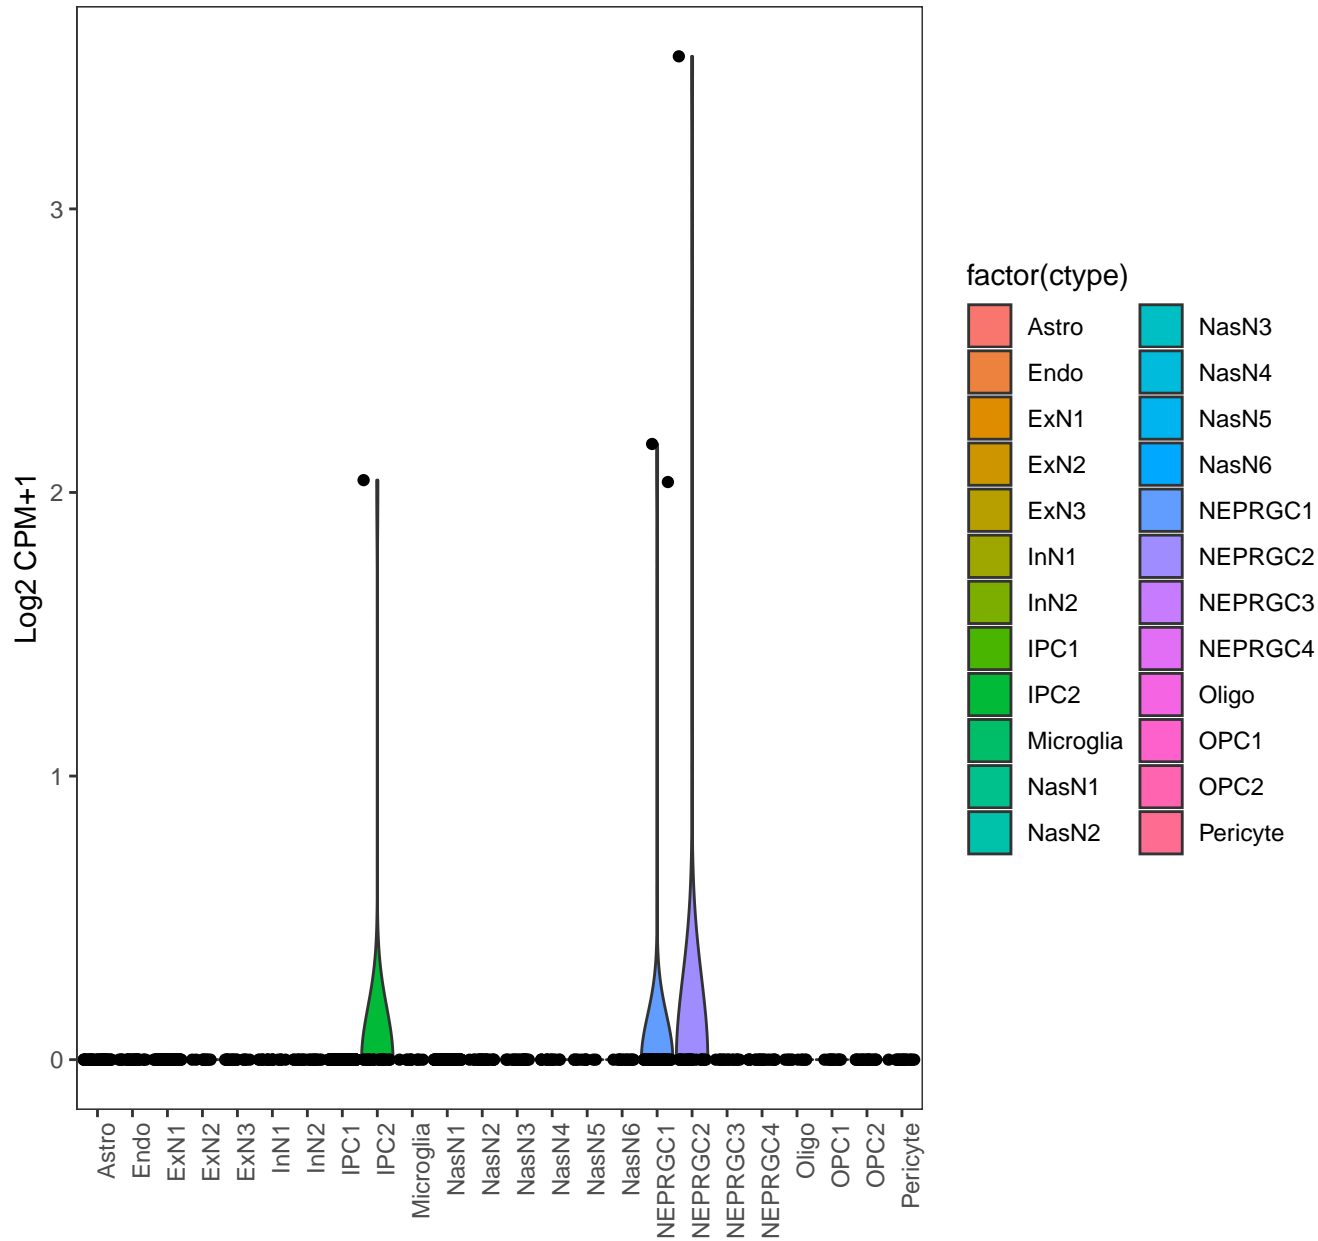 3
2
1
0
Log2 CPM+1
Astro
Endo
ExN1
ExN2
ExN3
InN1
InN2
IPC1
IPC2
Microglia
NasN1
NasN2
NasN3
NasN4
NasN5
NasN6
NEPRGC1
NEPRGC2
NEPRGC3
NEPRGC4
Oligo
OPC1
OPC2
Pericyte
factor(ctype)
Astro
Endo
ExN1
ExN2
ExN3
InN1
InN2
IPC1
IPC2
Microglia
NasN1
NasN2
NasN3
NasN4
NasN5
NasN6
NEPRGC1
NEPRGC2
NEPRGC3
NEPRGC4
Oligo
OPC1
OPC2
Pericyte